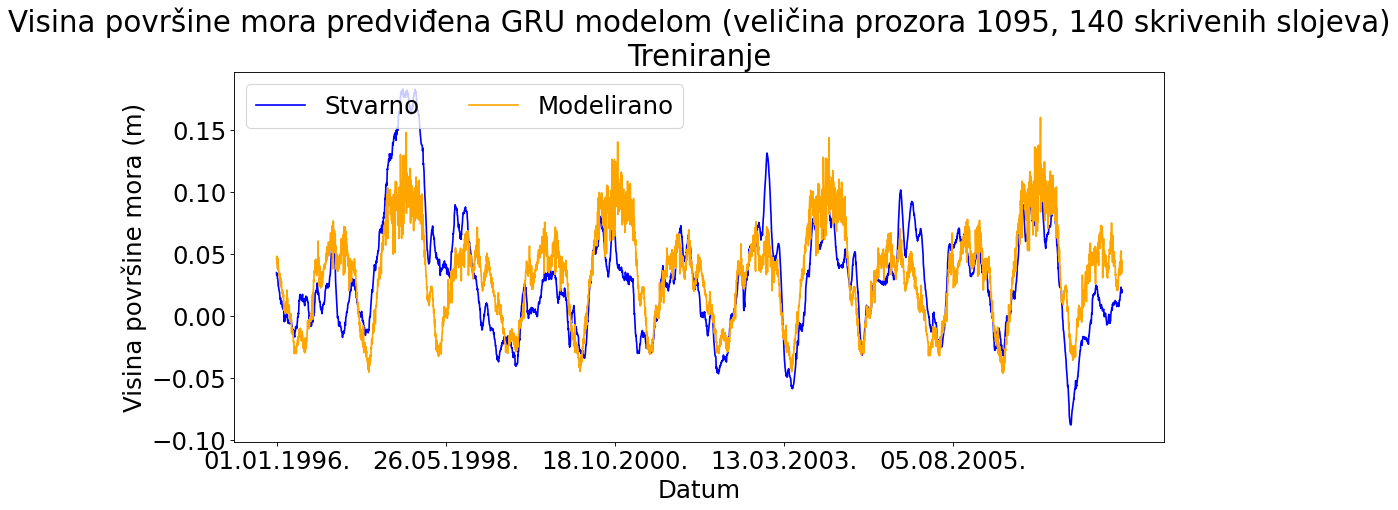 Visina površine mora predviđena GRU modelom (veličina prozora 1095, 140 skrivenih slojeva)
Treniranje
Stvarno
Modelirano
Visina površine mora (m)
0.15
0.10
0.05
0.00
−0.05
−0.10
01.01.1996.
26.05.1998.
18.10.2000.
13.03.2003.
05.08.2005.
Datum